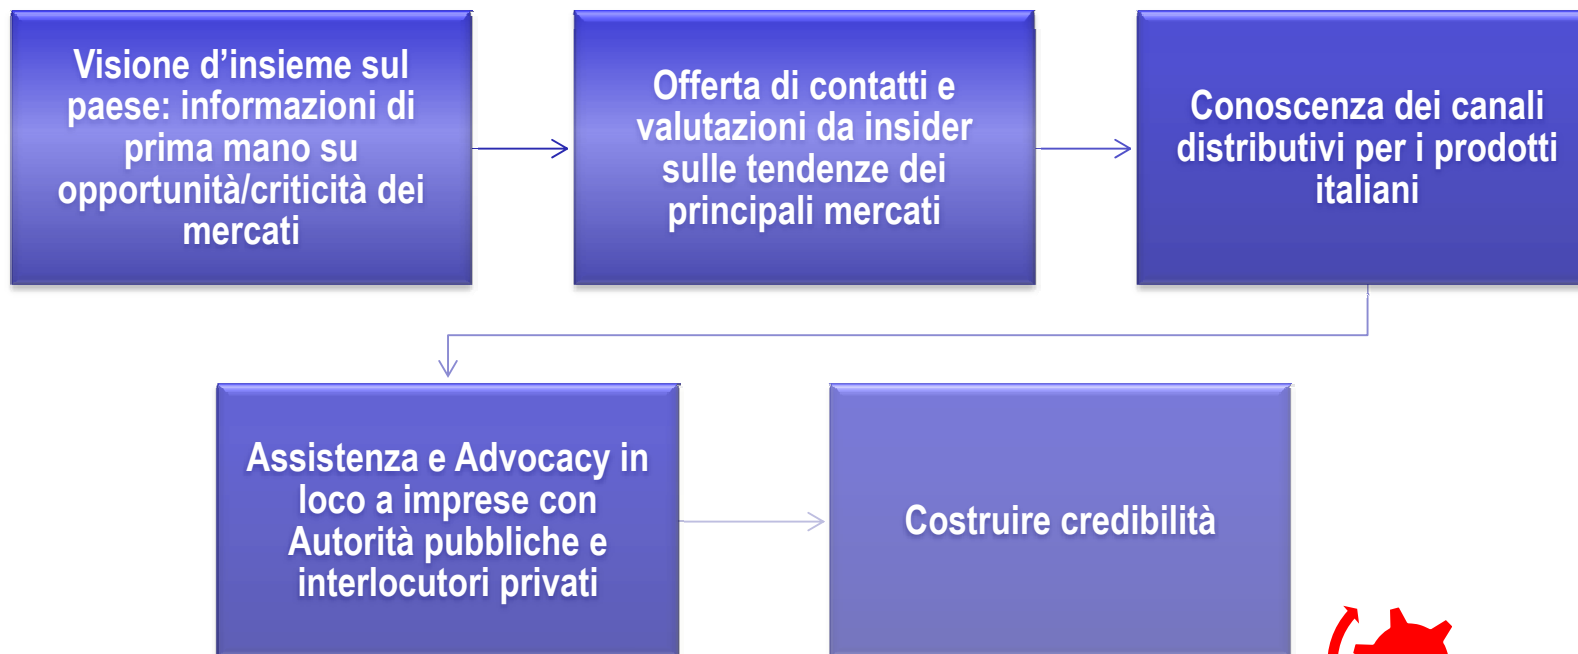 Visione d’insieme sul
paese: informazioni di
prima mano su
opportunità/criticità dei
mercati
Offerta di contatti e
valutazioni da insider
sulle tendenze dei
principali mercati
Conoscenza dei canali
distributivi per i prodotti
italiani
Assistenza e Advocacy in
loco a imprese con
Autorità pubbliche e
interlocutori privati
Costruire credibilità